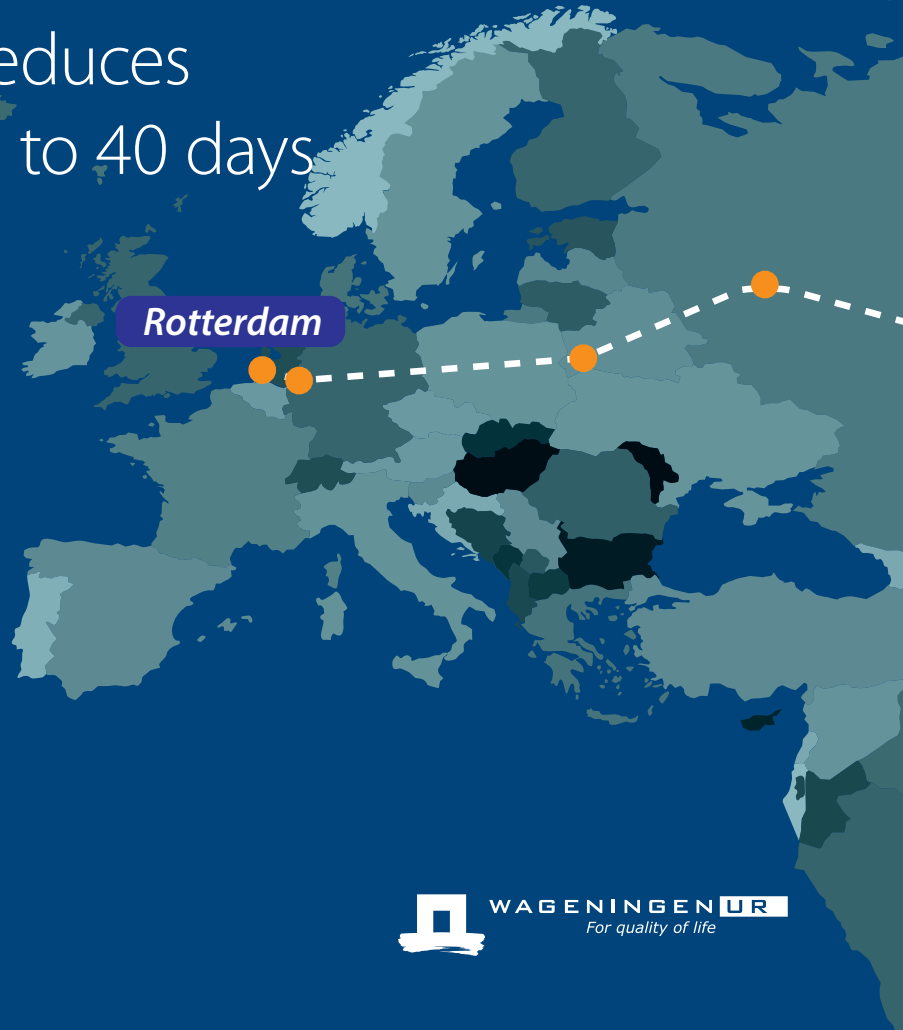 educes
to 40 days
Rotterdam
WAGENINGEN UR
For quality of life